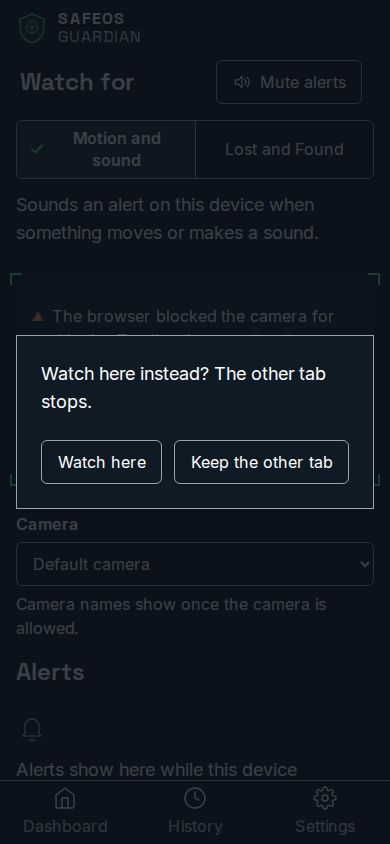 SAFEOS
GUARDIAN
Watch for
Mute alerts
Motion and
sound
Lost and Found
Sounds an alert on this device when
something moves or makes a sound.
The browser blocked the camera for
Watch here instead? The other tab
stops.
Watch here
Keep the other tab
Camera
Default camera
Camera names show once the camera is
allowed.
Alerts
Alerts show here while this device
Dashboard
History
Settings